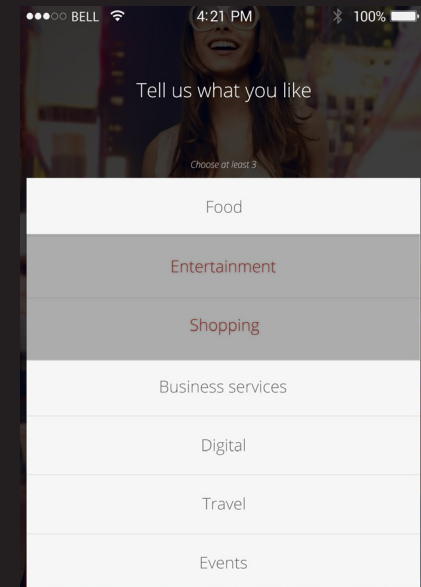 BELL 4:21 PM 100%
Tell us what you like
Choose at least 3
Food
Entertainment
Shopping
Business services
Digital
Travel
Events